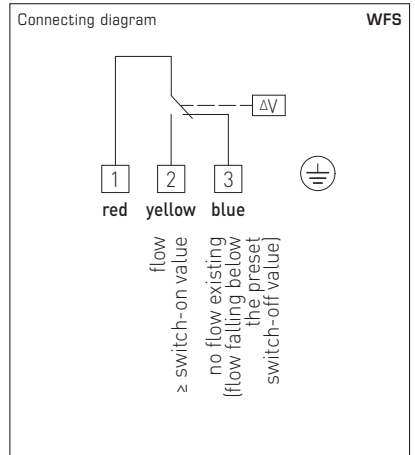 Connecting diagram WFS
ΔV
1 2 3
red yellow blue
flow
≥ switch-on value
no flow existing
(flow falling below
the preset
switch-off value)